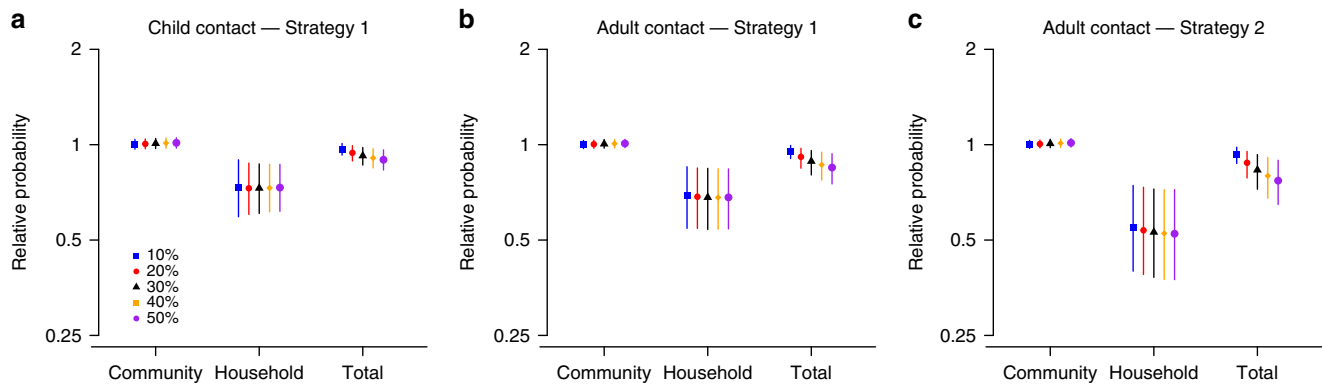 a
Child contact — Strategy 1
Relative probability
2
1
0.5
0.25
10%
20%
30%
40%
50%
Community
Household
Total
b
Adult contact — Strategy 1
Relative probability
2
1
0.5
0.25
Community
Household
Total
c
Adult contact — Strategy 2
Relative probability
2
1
0.5
0.25
Community
Household
Total